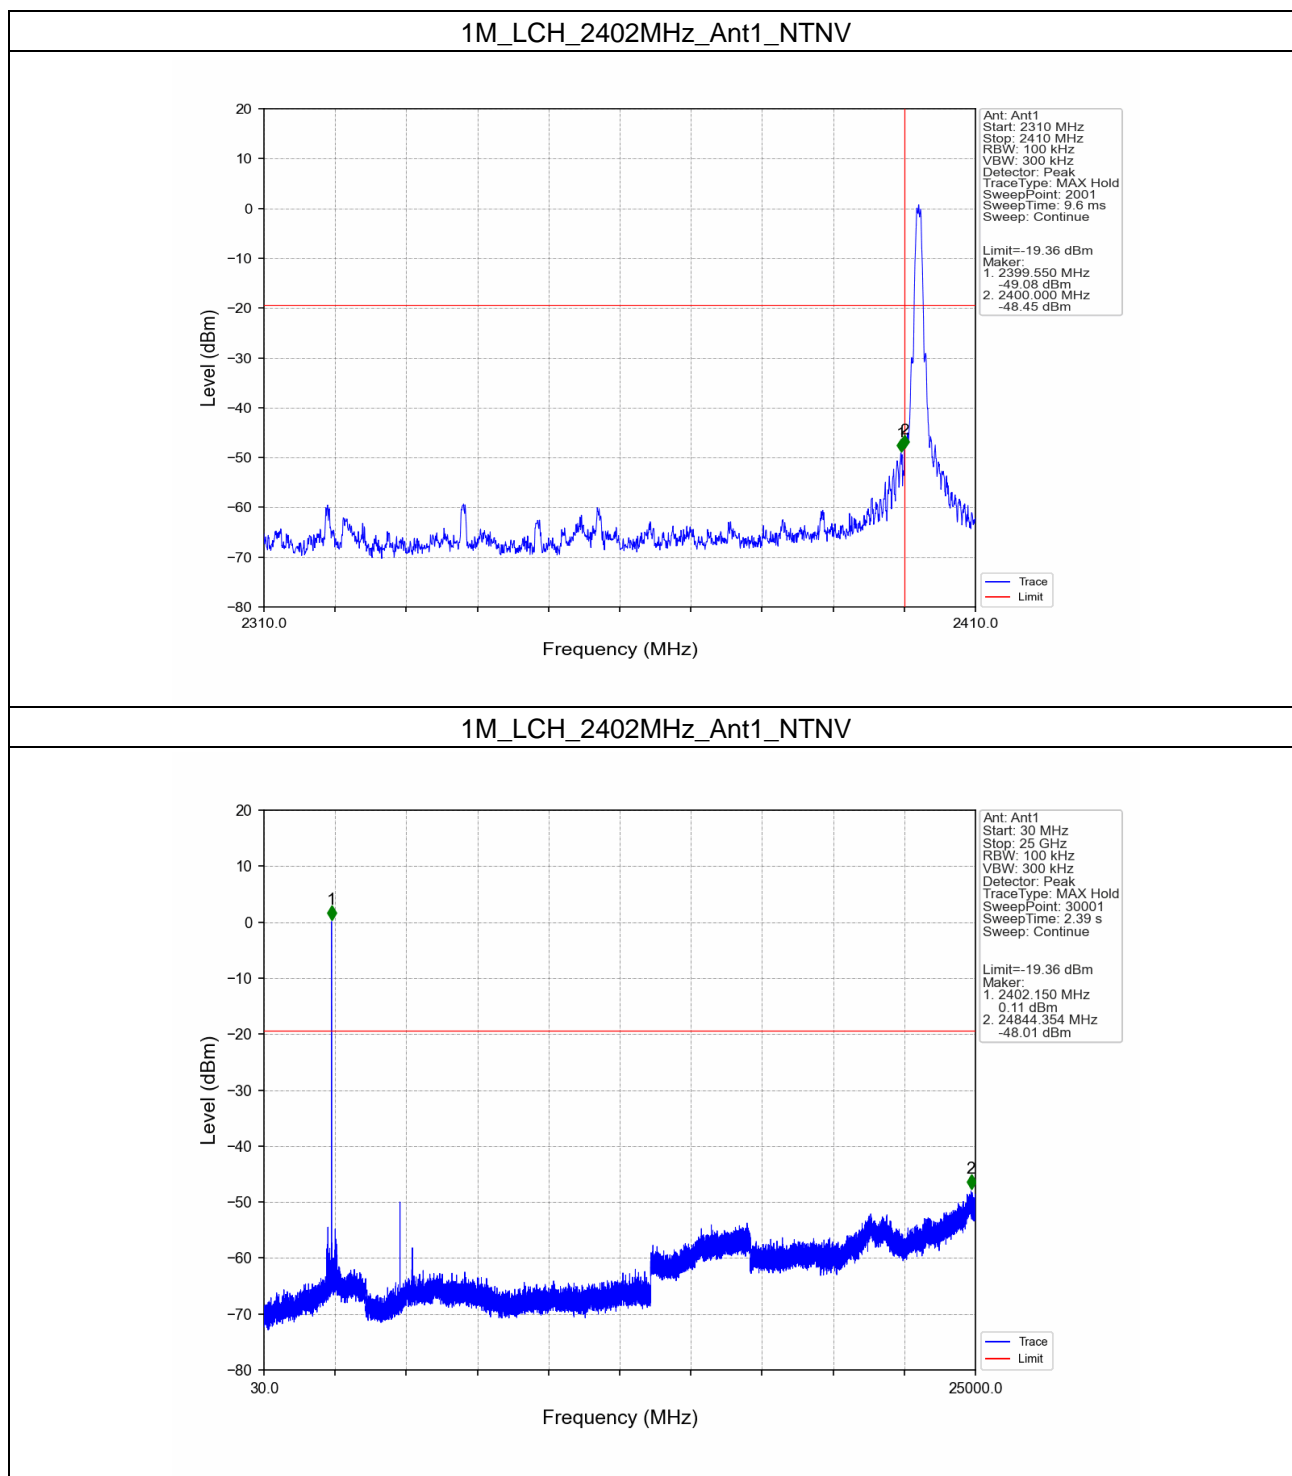 1M_LCH_2402MHz_Ant1_NTNV
20
10
0
−10
−20
−30
−40
−50
−60
−70
−80
Level (dBm)
1
2
2310.0
2410.0
Frequency (MHz)
Ant: Ant1
Start: 2310 MHz
Stop: 2410 MHz
RBW: 100 kHz
VBW: 300 kHz
Detector: Peak
TraceType: MAX Hold
SweepPoint: 2001
SweepTime: 9.6 ms
Sweep: Continue
Limit=-19.36 dBm
Maker:
1. 2399.550 MHz
-49.08 dBm
2. 2400.000 MHz
-48.45 dBm
Trace
Limit
1M_LCH_2402MHz_Ant1_NTNV
20
10
0
−10
−20
−30
−40
−50
−60
−70
−80
Level (dBm)
1
2
30.0
25000.0
Frequency (MHz)
Ant: Ant1
Start: 30 MHz
Stop: 25 GHz
RBW: 100 kHz
VBW: 300 kHz
Detector: Peak
TraceType: MAX Hold
SweepPoint: 30001
SweepTime: 2.39 s
Sweep: Continue
Limit=-19.36 dBm
Maker:
1. 2402.150 MHz
0.11 dBm
2. 24844.354 MHz
-48.01 dBm
Trace
Limit